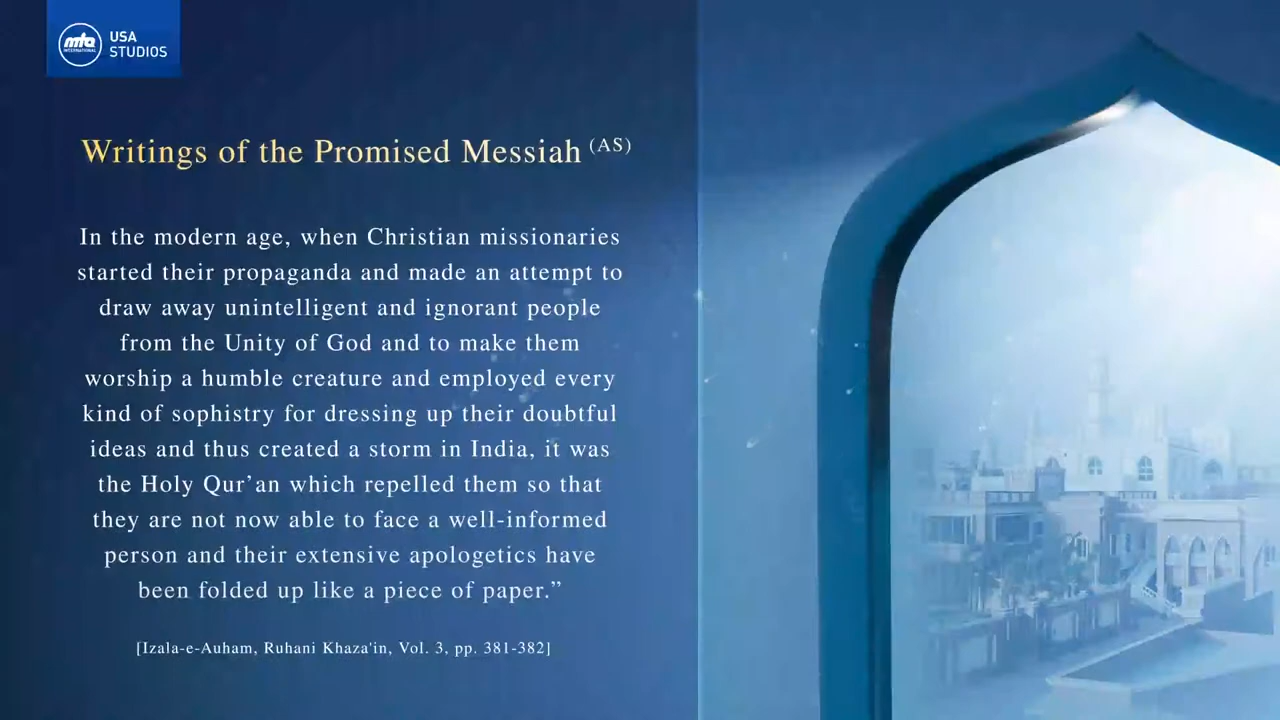 mta
INTERNATIONAL
USA
STUDIOS
Writings of the Promised Messiah (AS)
In the modern age, when Christian missionaries
started their propaganda and made an attempt to
draw away unintelligent and ignorant people
from the Unity of God and to make them
worship a humble creature and employed every
kind of sophistry for dressing up their doubtful
ideas and thus created a storm in India, it was
the Holy Qur’an which repelled them so that
they are not now able to face a well-informed
person and their extensive apologetics have
been folded up like a piece of paper.”
[Izala-e-Auham, Ruhani Khaza'in, Vol. 3, pp. 381-382]